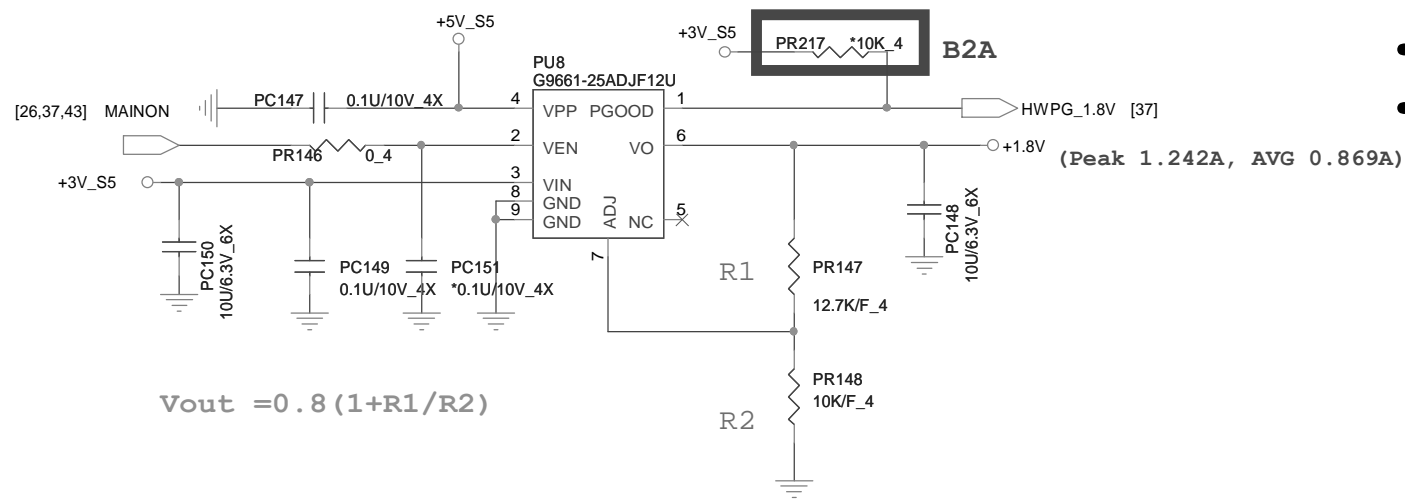 +5V_S5
+3V_S5
PR217 *10K_4
B2A
PU8
G9661-25ADJF12U
PC147 0.1U/10V_4X
4 VPP PGOOD 1
HWPG_1.8V [37]
[26,37,43] MAINON
2 VEN VO 6
+1.8V
PR146 0_4
(Peak 1.242A, AVG 0.869A)
+3V_S5
3 VIN
8 GND
9 GND
ADJ
NC 5
7
PC150
10U/6.3V_6X
PC149
0.1U/10V_4X
PC151
*0.1U/10V_4X
PC148
10U/6.3V_6X
R1
PR147
12.7K/F_4
PR148
10K/F_4
R2
Vout =0.8(1+R1/R2)